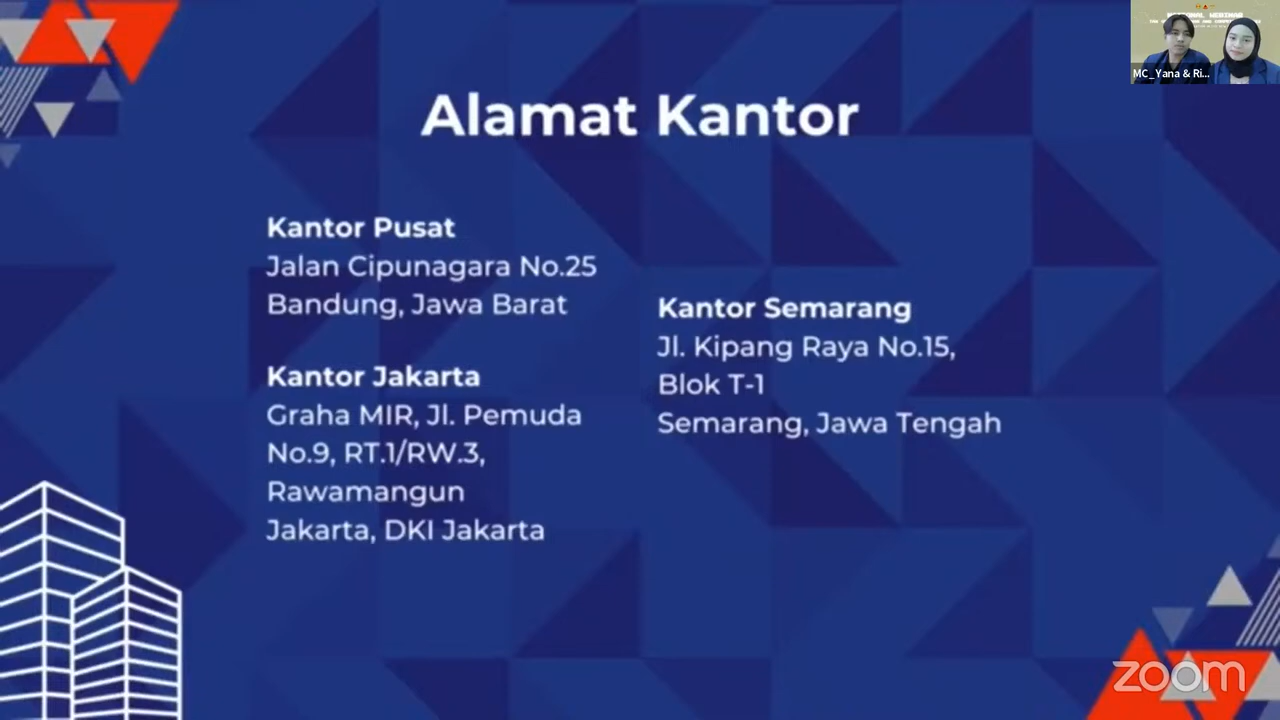 Alamat Kantor
Kantor Pusat
Jalan Cipunagara No.25
Bandung, Jawa Barat
Kantor Jakarta
Graha MIR, Jl. Pemuda
No.9, RT.1/RW.3,
Rawamangun
Jakarta, DKI Jakarta
Kantor Semarang
Jl. Kipang Raya No.15,
Blok T-1
Semarang, Jawa Tengah
MC_Yana & Ri...
NATIONAL WEBINAR
zoom